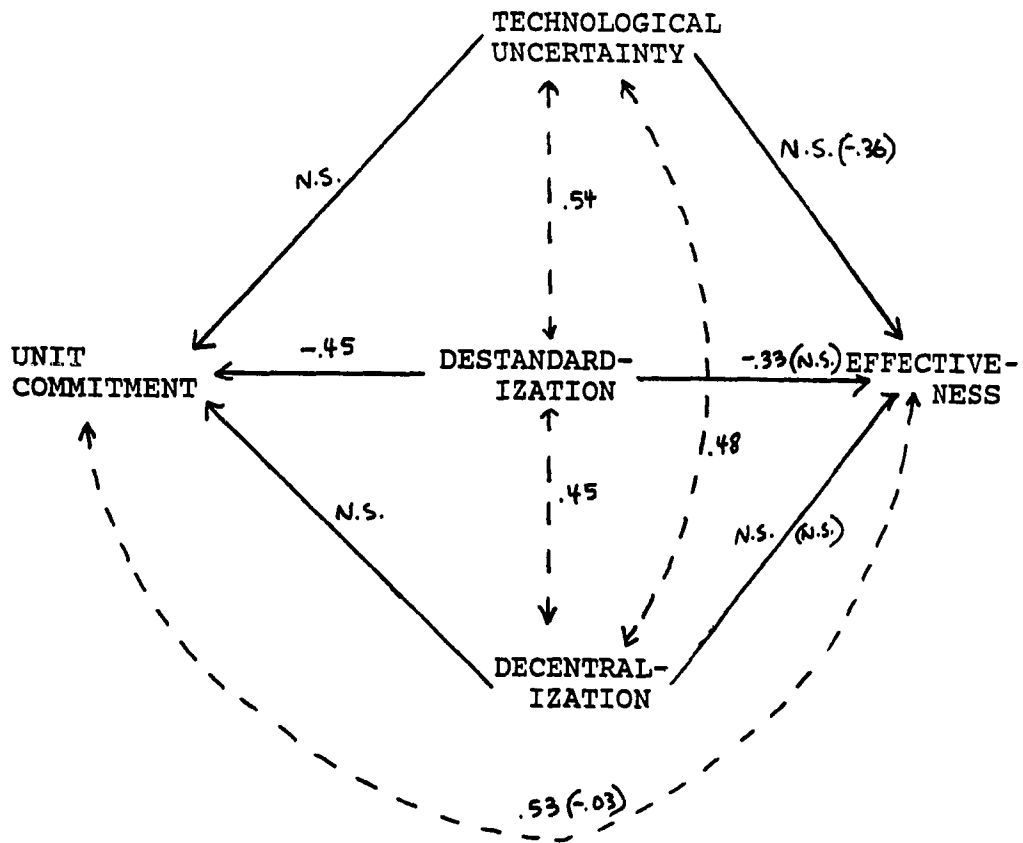 TECHNOLOGICAL
UNCERTAINTY
N.S. (-.36)
N.S.
.54
UNIT
COMMITMENT
-.45
DESTANDARD-
IZATION
-.33 (N.S.)
EFFECTIVE-
NESS
.48
.45
N.S.
N.S. (N.S.)
DECENTRAL-
IZATION
.53 (-.03)